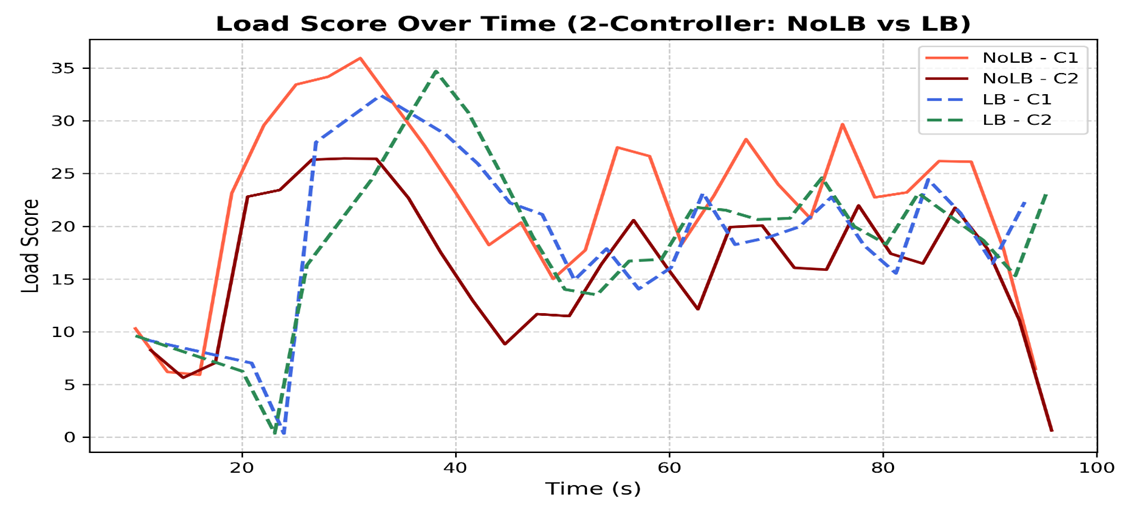 Load Score Over Time (2-Controller: NoLB vs LB)
NoLB - C1
NoLB - C2
LB - C1
LB - C2
Load Score
35
30
25
20
15
10
5
0
20
40
60
80
100
Time (s)